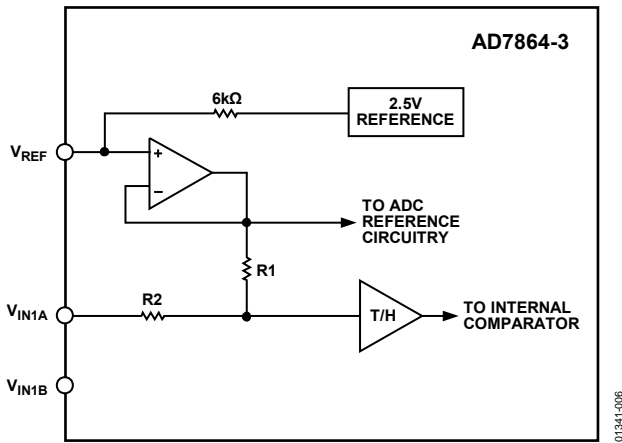 AD7864-3
6kΩ
2.5V
REFERENCE
VREF
+
–
TO ADC
REFERENCE
CIRCUITRY
R1
VIN1A
R2
T/H
TO INTERNAL
COMPARATOR
VIN1B
01341-006